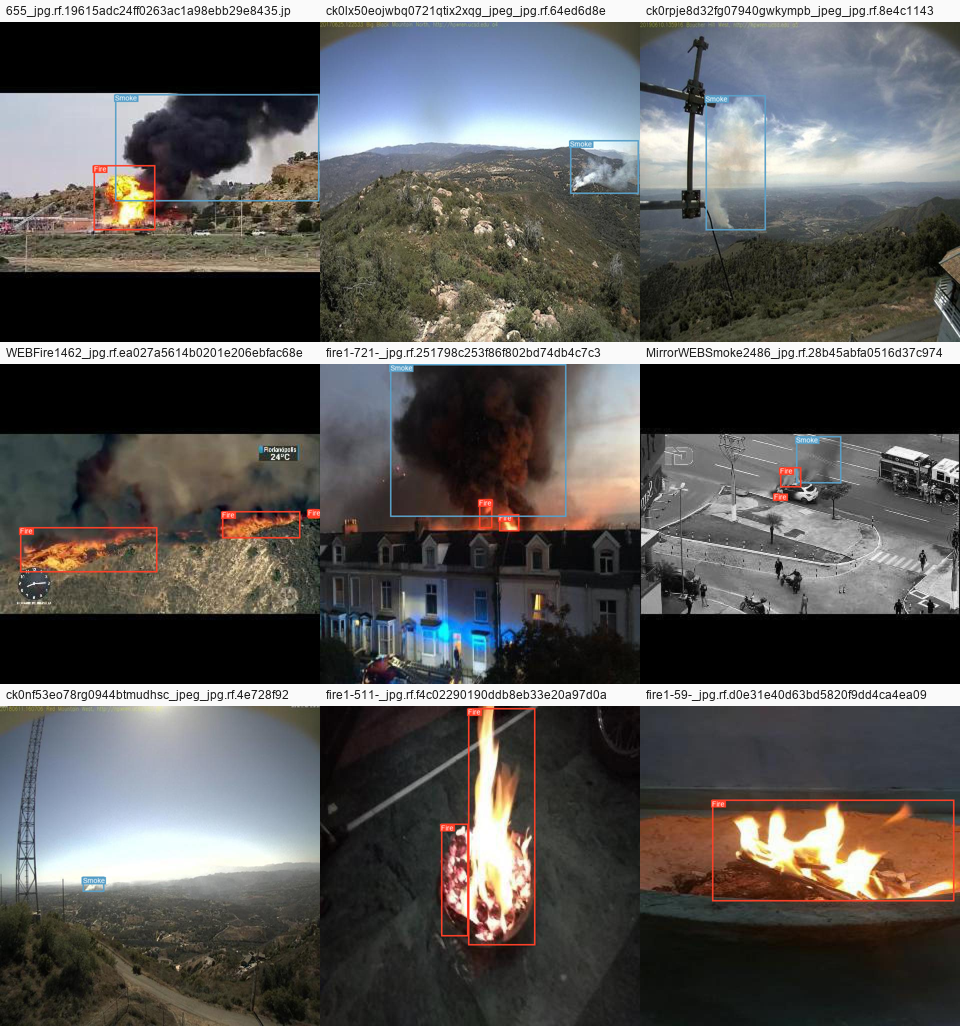 655_jpg.rf.19615adc24ff0263ac1a98ebb29e8435.jp
ck0lx50eojwbq0721qtix2xqg_jpeg_jpg.rf.64ed6d8e
ck0rpje8d32fg07940gwkympb_jpeg_jpg.rf.8e4c1143
Smoke
Fire
Smoke
Smoke
WEBFire1462_jpg.rf.ea027a5614b0201e206ebfac68e
fire1-721-_jpg.rf.251798c253f86f802bd74db4c7c3
MirrorWEBSmoke2486_jpg.rf.28b45abfa0516d37c974
Florianópolis
24°C
Fire
Fire
Fire
Smoke
Fire
Fire
Smoke
Fire
Fire
ck0nf53eo78rg0944btmudhsc_jpeg_jpg.rf.4e728f92
fire1-511-_jpg.rf.f4c02290190ddb8eb33e20a97d0a
fire1-59-_jpg.rf.d0e31e40d63bd5820f9dd4ca4ea09
Smoke
Fire
Fire
Fire